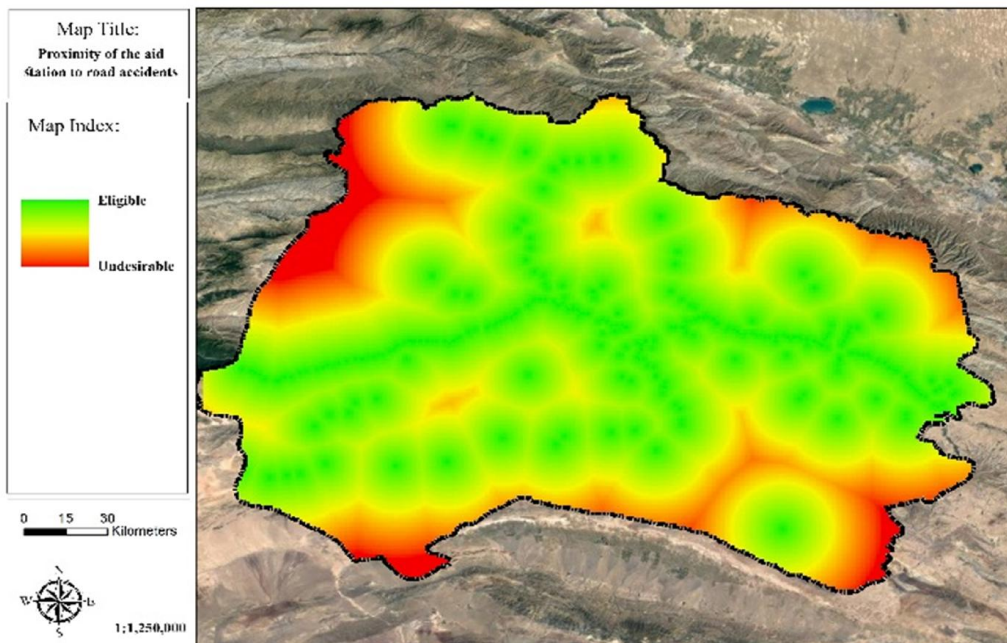 Map Title:
Proximity of the aid
station to road accidents
Map Index:
Eligible
Undesirable
0 15 30
Kilometers
N
W E
S
1:1,250,000